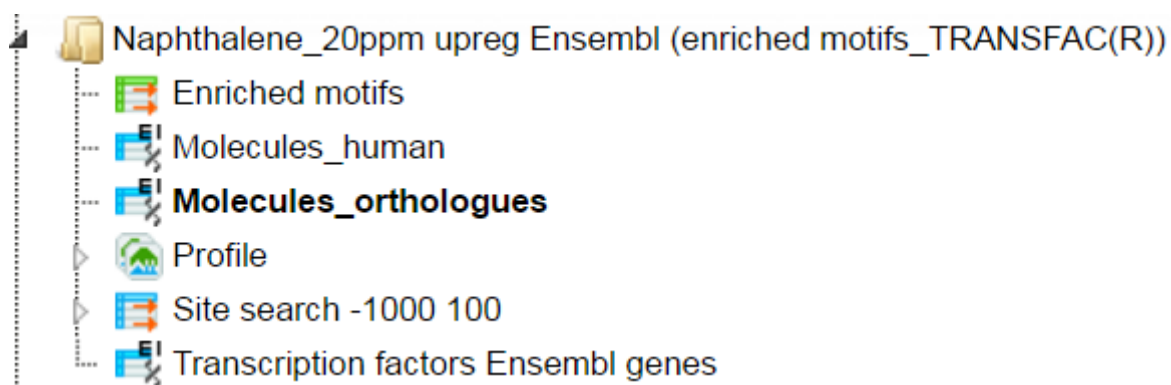 Naphthalene_20ppm upreg Ensembl (enriched motifs_TRANSFAC(R))
Enriched motifs
Molecules_human
Molecules_orthologues
Profile
Site search -1000 100
Transcription factors Ensembl genes